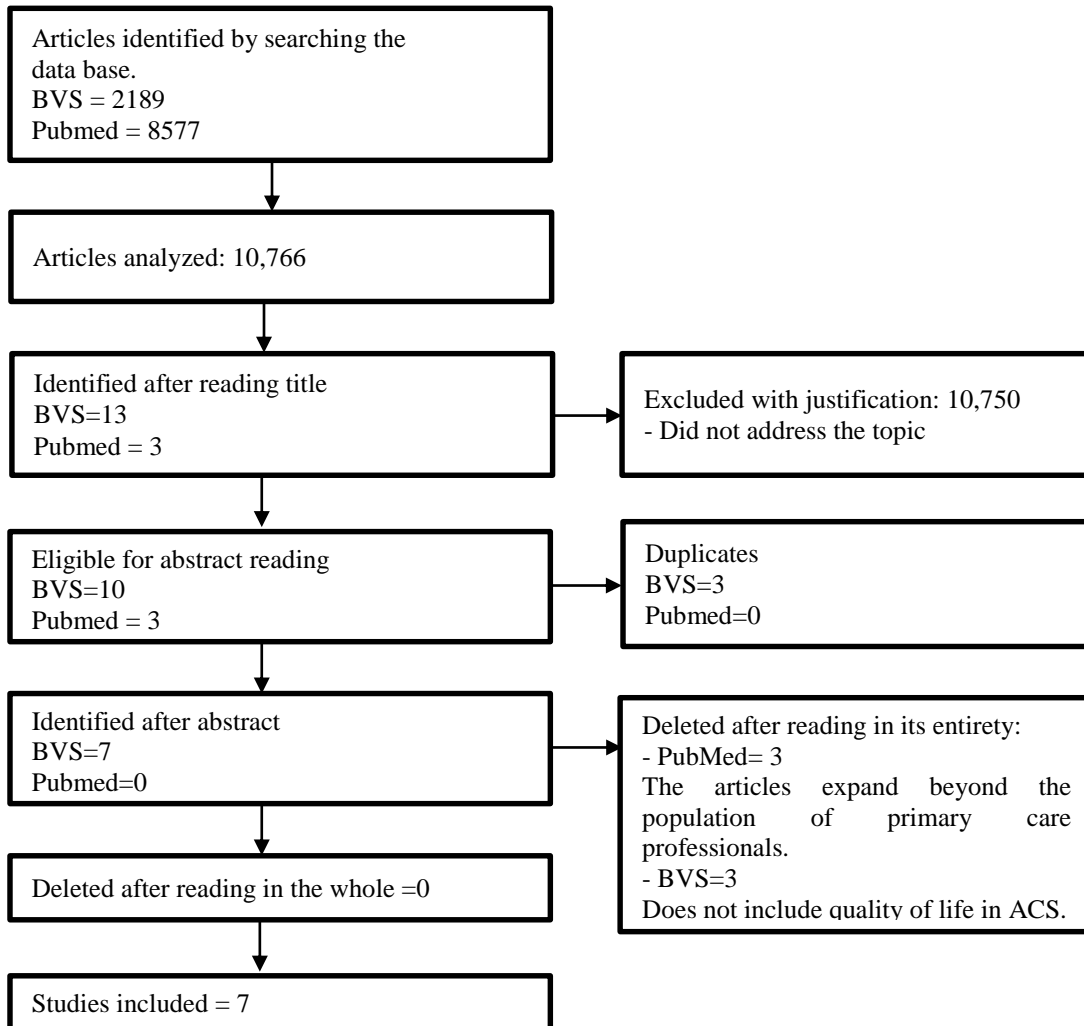 Articles identified by searching the
data base.
BVS = 2189
Pubmed = 8577
Articles analyzed: 10,766
Identified after reading title
BVS=13
Pubmed = 3
Excluded with justification: 10,750
- Did not address the topic
Eligible for abstract reading
BVS=10
Pubmed = 3
Duplicates
BVS=3
Pubmed=0
Identified after abstract
BVS=7
Pubmed=0
Deleted after reading in its entirety:
- PubMed= 3
The articles expand beyond the
population of primary care
professionals.
- BVS=3
Does not include quality of life in ACS.
Deleted after reading in the whole =0
Studies included = 7